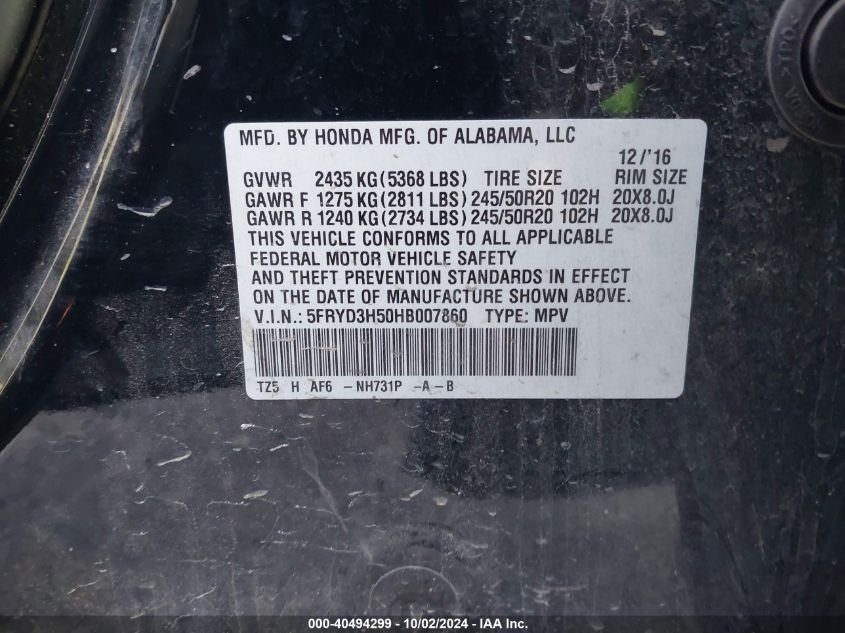 MFD. BY HONDA MFG. OF ALABAMA, LLC
12/'16
GVWR 2435 KG(5368 LBS) TIRE SIZE RIM SIZE
GAWR F 1275 KG(2811 LBS) 245/50R20 102H 20X8.0J
GAWR R 1240 KG(2734 LBS) 245/50R20 102H 20X8.0J
THIS VEHICLE CONFORMS TO ALL APPLICABLE
FEDERAL MOTOR VEHICLE SAFETY
AND THEFT PREVENTION STANDARDS IN EFFECT
ON THE DATE OF MANUFACTURE SHOWN ABOVE.
V.I.N.: 5FRYD3H50HB007860 TYPE: MPV
TZ5 H AF6 -NH731P -A-B
000-40494299 - 10/02/2024 - IAA Inc.